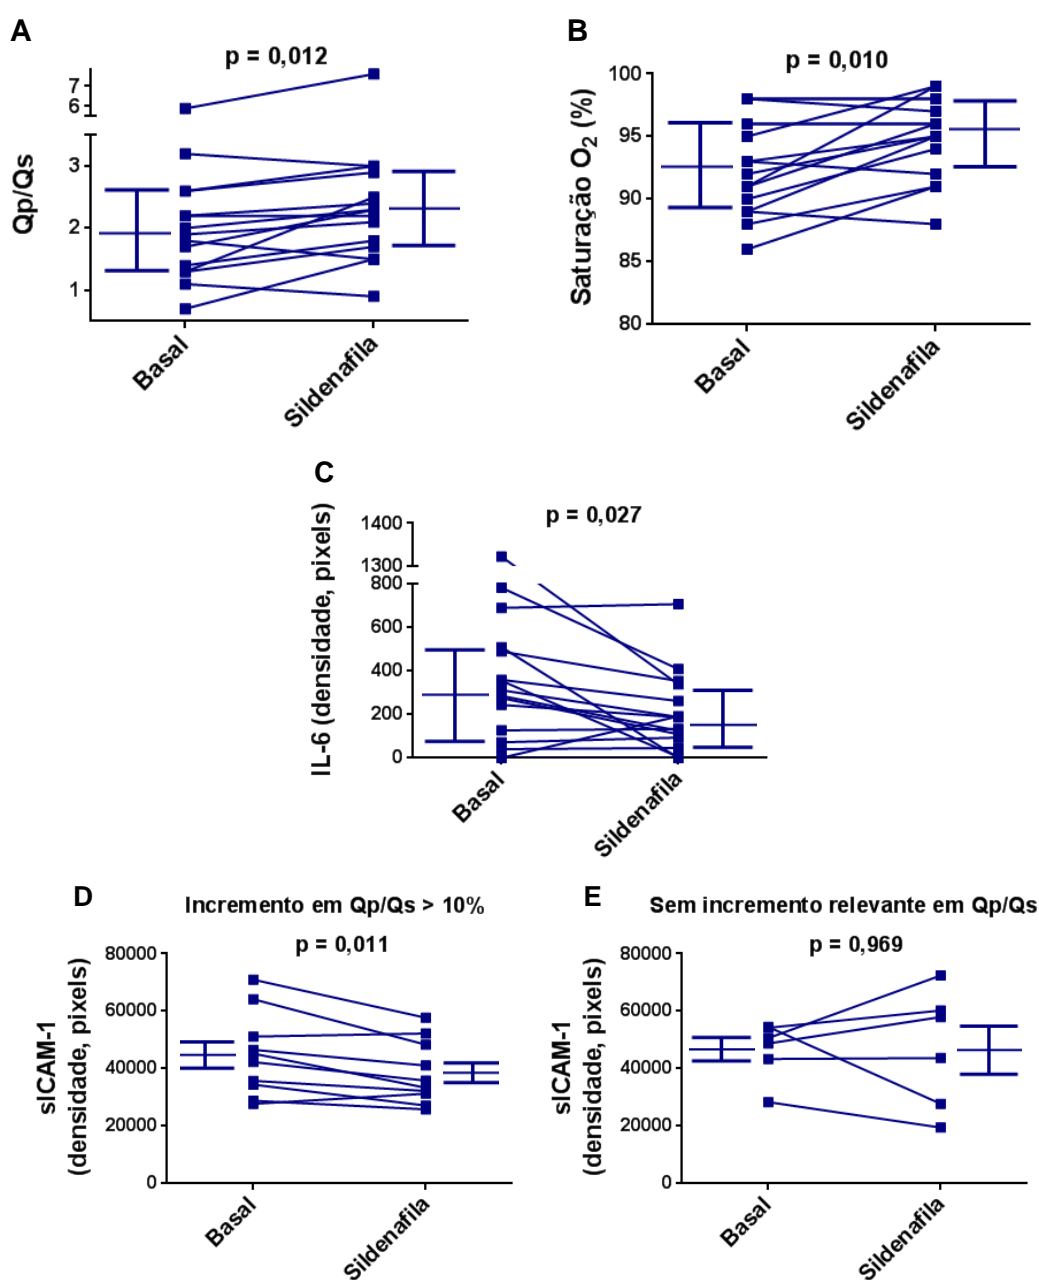 A
p = 0,012
Qp/Qs
7
6
3
2
1
Basal
Sildenafila
B
p = 0,010
Saturação O₂ (%)
100
95
90
85
80
Basal
Sildenafila
C
p = 0,027
IL-6 (densidade, pixels)
1400
1300
800
600
400
200
0
Basal
Sildenafila
D
Incremento em Qp/Qs > 10%
p = 0,011
sICAM-1
(densidade, pixels)
80000
60000
40000
20000
0
Basal
Sildenafila
E
Sem incremento relevante em Qp/Qs
p = 0,969
sICAM-1
(densidade, pixels)
80000
60000
40000
20000
0
Basal
Sildenafila